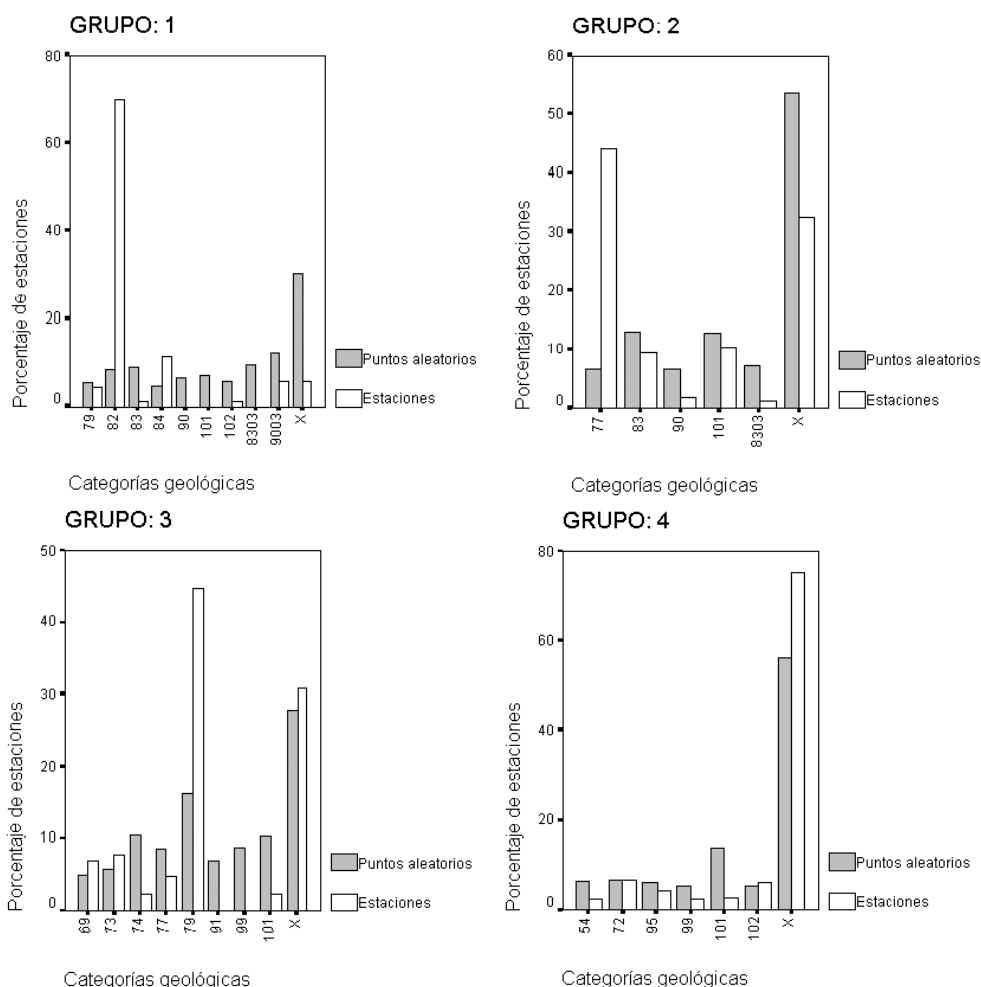 GRUPO: 1
80
60
40
20
0
Porcentaje de estaciones
79
82
83
84
90
101
102
8303
9003
X
Categorías geológicas
Puntos aleatorios
Estaciones
GRUPO: 2
60
50
40
30
20
10
0
Porcentaje de estaciones
77
83
90
101
8303
X
Categorías geológicas
Puntos aleatorios
Estaciones
GRUPO: 3
50
40
30
20
10
0
Porcentaje de estaciones
69
73
74
77
79
91
99
101
X
Categorías geológicas
Puntos aleatorios
Estaciones
GRUPO: 4
80
60
40
20
0
Porcentaje de estaciones
54
72
95
99
101
102
X
Categorías geológicas
Puntos aleatorios
Estaciones